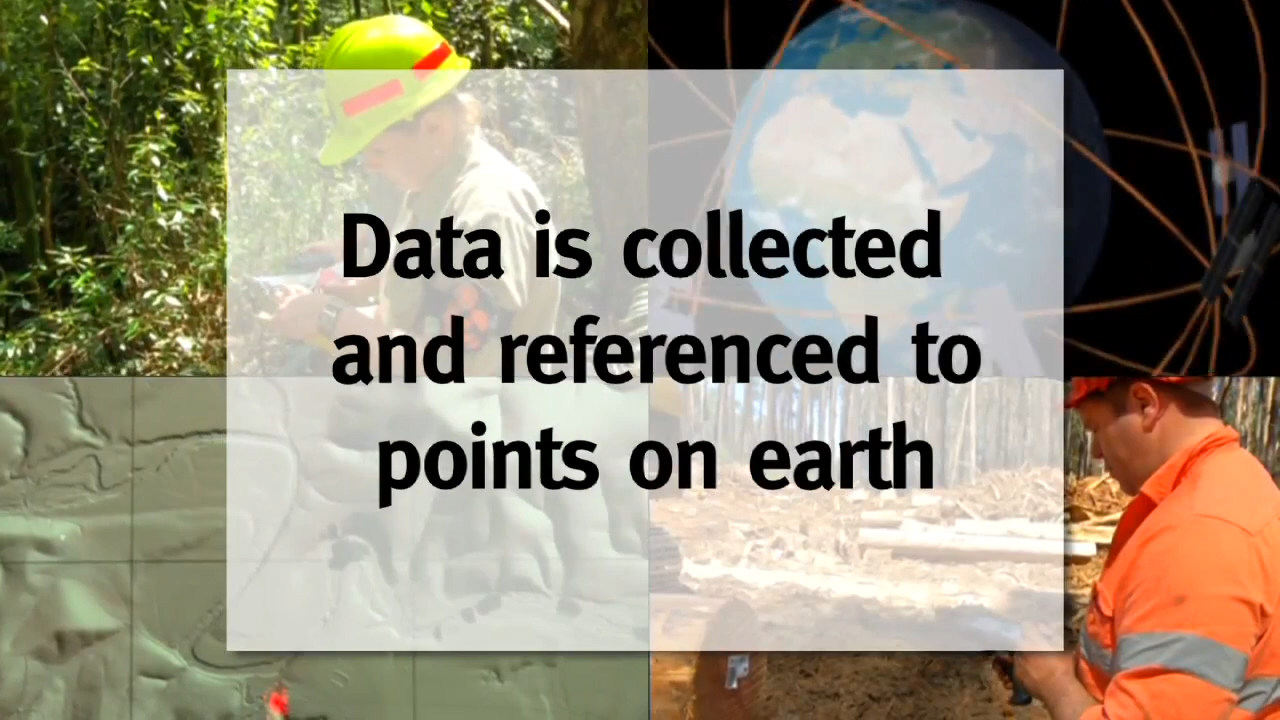 Data is collected
and referenced to
points on earth